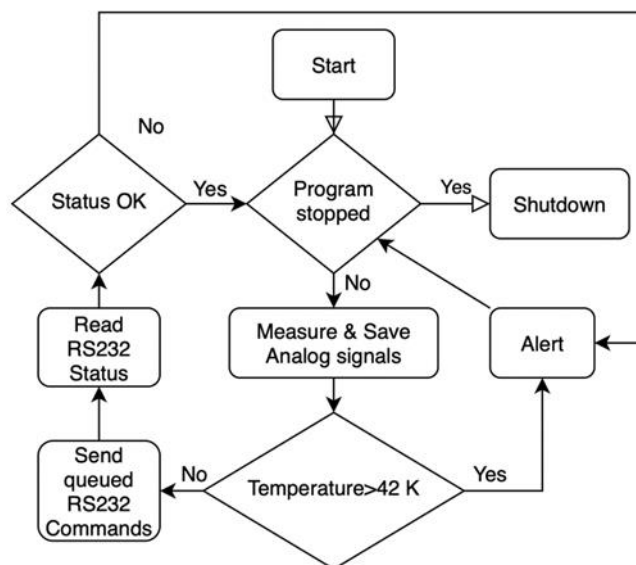 Start
No
Status OK
Yes
Program
stopped
Yes
Shutdown
No
Read
RS232
Status
Measure & Save
Analog signals
Alert
Send
queued
RS232
Commands
No
Temperature>42 K
Yes